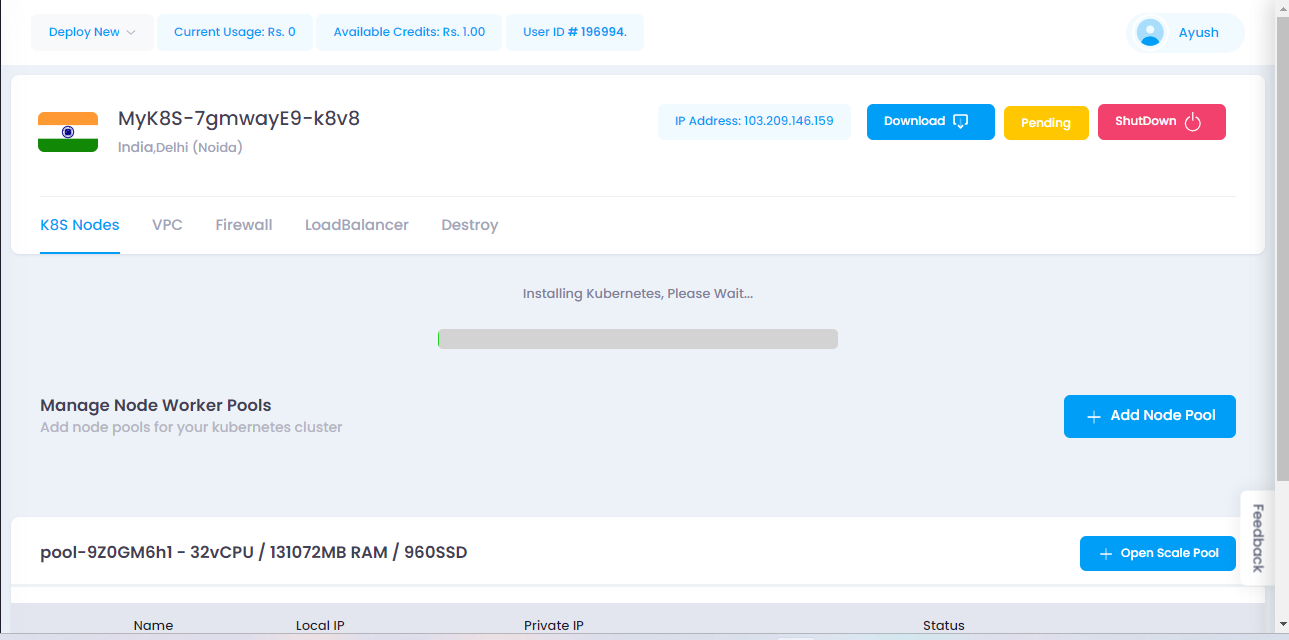 Deploy New Current Usage: Rs. 0 Available Credits: Rs. 1.00 User ID # 196994. Ayush
MyK8S-7gmwayE9-k8v8
India,Delhi (Noida)
IP Address: 103.209.146.159 Download Pending ShutDown
K8S Nodes VPC Firewall LoadBalancer Destroy
Installing Kubernetes, Please Wait...
Manage Node Worker Pools
Add node pools for your kubernetes cluster
Add Node Pool
Feedback
pool-9Z0GM6h1 - 32vCPU / 131072MB RAM / 960SSD
Open Scale Pool
Name Local IP Private IP Status